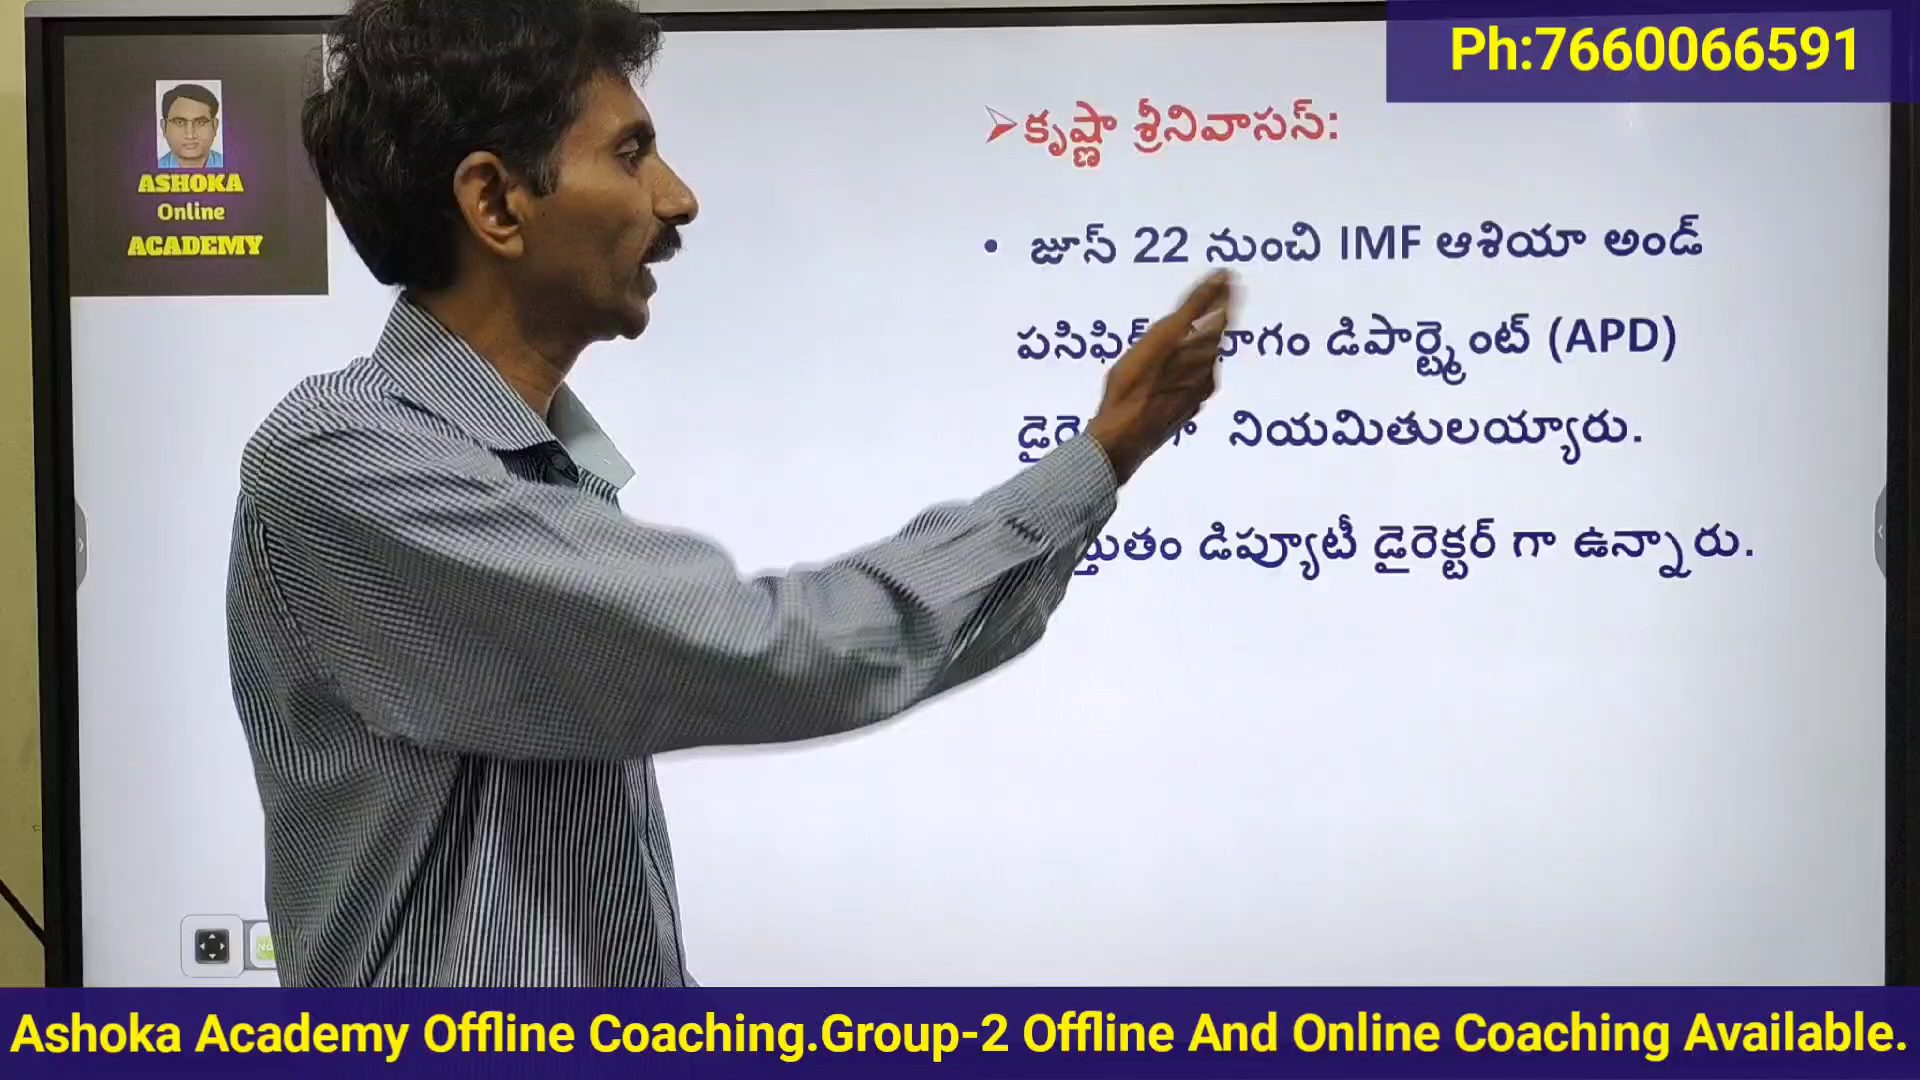 Ph:7660066591
ASHOKA
Online
ACADEMY
కృష్ణా శ్రీనివాసన్:
• జూన్ 22 నుంచి IMF ఆశియా అండ్
డిపార్ట్మెంట్ (APD)
నియమితులయ్యారు.
డిప్యూటీ డైరెక్టర్ గా ఉన్నారు.
Ashoka Academy Offline Coaching.Group-2 Offline And Online Coaching Available.